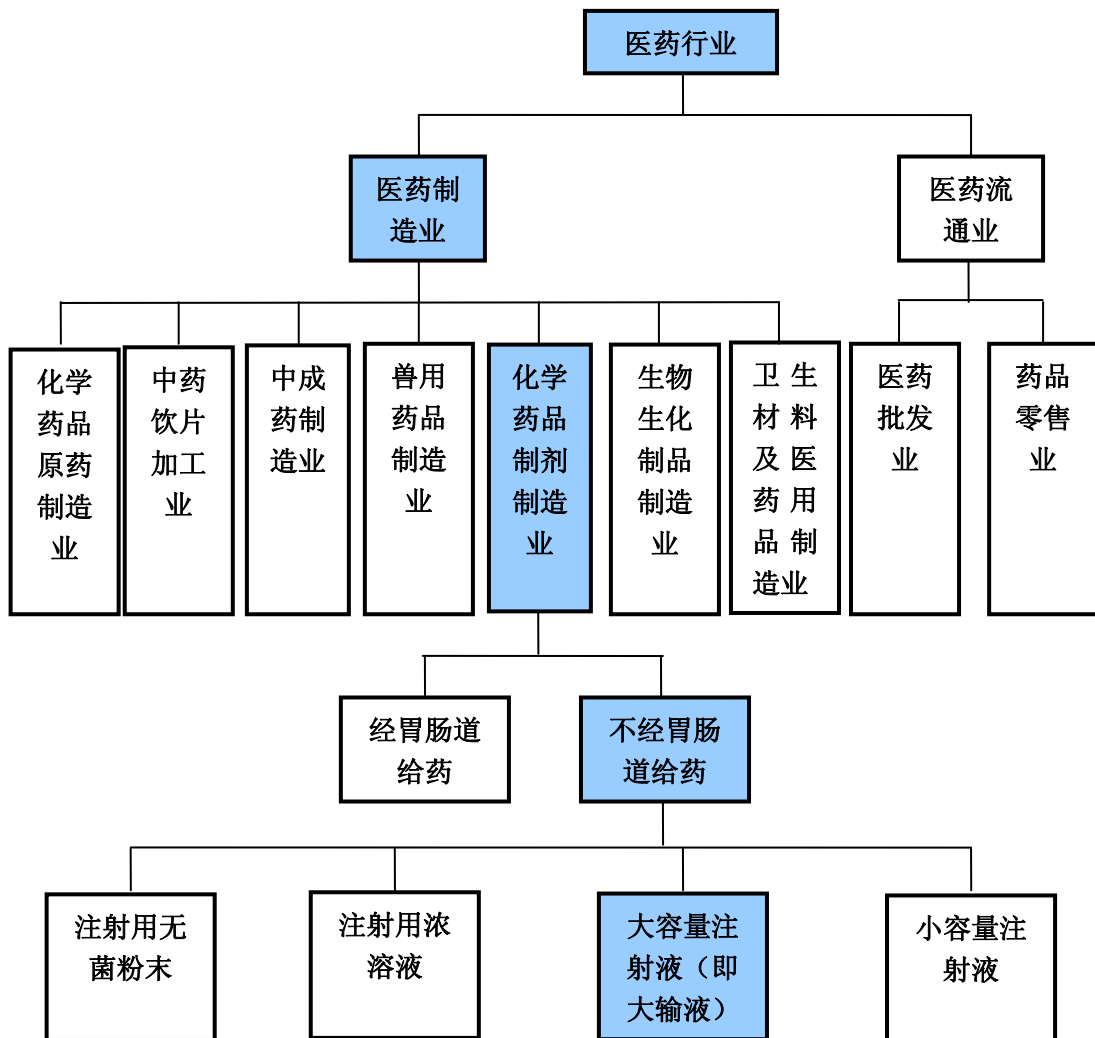 医药行业
医药制
造业
医药流
通业
化学
药品
原药
制造
业
中药
饮片
加工
业
中成
药制
造业
兽用
药品
制造
业
化学
药品
制剂
制造
业
生物
生化
制品
制造
业
卫 生
材 料
及 医
药 用
品 制
造业
医药
批发
业
药品
零售
业
经胃肠道
给药
不经胃肠
道给药
注射用无
菌粉末
注射用浓
溶液
大容量注
射液（即
大输液）
小容量注
射液